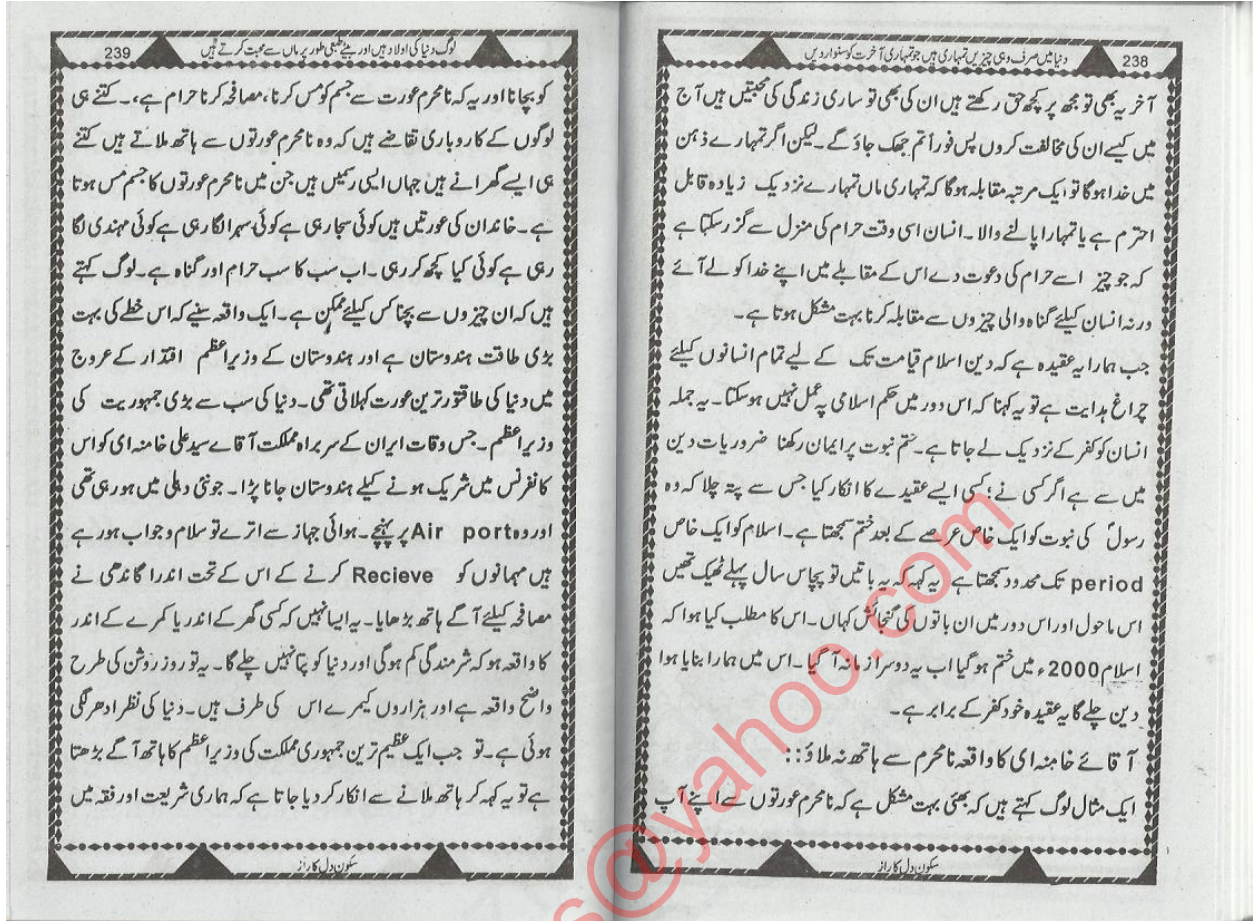 238
دنیا میں صرف وہی چیزیں تمہاری ہیں جو تمہاری آخرت کو سنوار دیں
آخر یہ بھی تو مجھ پر کچھ حق رکھتے ہیں ان کی بھی تو ساری زندگی کی محبتیں ہیں آج
میں کیسے ان کی مخالفت کروں پس فوراً تم جھک جاؤ گے۔ لیکن اگر تمہارے ذہن
میں خدا ہوگا تو ایک مرتبہ مقابلہ ہوگا کہ تمہاری ماں تمہارے نزدیک زیادہ قابل
احترم ہے یا تمہارا پالنے والا۔ انسان اسی وقت حرام کی منزل سے گزر سکتا ہے
کہ جو چیز اسے حرام کی دعوت دے اس کے مقابلے میں اپنے خدا کو لے آئے
ورنہ انسان کیلئے گناہ والی چیزوں سے مقابلہ کرنا بہت مشکل ہوتا ہے۔
جب ہمارا یہ عقیدہ ہے کہ دین اسلام قیامت تک کے لیے تمام انسانوں کیلئے
چراغ ہدایت ہے تو یہ کہنا کہ اس دور میں حکم اسلامی پہ عمل نہیں ہوسکتا۔ یہ جملہ
انسان کو کفر کے نزدیک لے جاتا ہے۔ ختم نبوت پر ایمان رکھنا ضروریات دین
میں سے ہے اگر کسی نے؛ کسی ایسے عقیدے کا انکار کیا جس سے پتہ چلا کہ وہ
رسولؐ کی نبوت کو ایک خاص عرصے کے بعد ختم سمجھتا ہے۔ اسلام کو ایک خاص
period تک محدود سمجھتا ہے یہ کہہ کہ یہ باتیں تو پچاس سال پہلے ٹھیک تھیں
اس ماحول اور اس دور میں ان باتوں کی گنجائش کہاں۔ اس کا مطلب کیا ہوا کہ
اسلام 2000ء میں ختم ہوگیا اب یہ دوسرا زمانہ آگیا۔ اس میں ہمارا بنایا ہوا
دین چلے گا یہ عقیدہ خود کفر کے برابر ہے۔
آقائے خامنہ ای کا واقعہ نامحرم سے ہاتھ نہ ملاؤ::
ایک مثال لوگ کہتے ہیں کہ بھئی بہت مشکل ہے کہ نامحرم عورتوں سے اپنے آپ
سکون دل کا راز
239
لوگ دنیا کی اولاد ہیں اور بیٹے طبعی طور پر ماں سے محبت کرتے ہیں
کو بچانا اور یہ کہ نامحرم عورت سے جسم کو مس کرنا، مصافحہ کرنا حرام ہے،۔ کتنے ہی
لوگوں کے کاروباری تقاضے ہیں کہ وہ نامحرم عورتوں سے ہاتھ ملاتے ہیں کتنے
ہی ایسے گھرانے ہیں جہاں ایسی رسمیں ہیں جن میں نامحرم عورتوں کا جسم مس ہوتا
ہے۔ خاندان کی عورتیں ہیں کوئی سجا رہی ہے کوئی سہرا لگا رہی ہے کوئی مہندی لگا
رہی ہے کوئی کیا کچھ کر رہی۔ اب سب کا سب حرام اور گناہ ہے۔ لوگ کہتے
ہیں کہ ان چیزوں سے بچنا کس کیلئے ممکن ہے۔ ایک واقعہ سنیے کہ اس خطے کی بہت
بڑی طاقت ہندوستان ہے اور ہندوستان کے وزیراعظم اقتدار کے عروج
میں دنیا کی طاقتور ترین عورت کہلاتی تھی۔ دنیا کی سب سے بڑی جمہوریت کی
وزیراعظم۔ جس وقات ایران کے سربراہ مملکت آقاے سید علی خامنہ ای کو اس
کانفرنس میں شریک ہونے کیلیے ہندوستان جانا پڑا۔ جو نئی دہلی میں ہو رہی تھی
اور وہ Air port پر پہنچے۔ ہوائی جہاز سے اترے تو سلام و جواب ہو رہے
ہیں مہمانوں کو Recieve کرنے کے اس کے تحت اندرا گاندھی نے
مصافحہ کیلئے آگے ہاتھ بڑھایا۔ یہ ایسا نہیں کہ کسی گھر کے اندر یا کمرے کے اندر
کا واقعہ ہو کہ شرمندگی کم ہوگی اور دنیا کو پتا نہیں چلے گا۔ یہ تو روز روشن کی طرح
واضح واقعہ ہے اور ہزاروں کیمرے اس کی طرف ہیں۔ دنیا کی نظر ادھر لگی
ہوئی ہے۔ تو جب ایک عظیم ترین جمہوری مملکت کی وزیراعظم کا ہاتھ آگے بڑھتا
ہے تو یہ کہہ کر ہاتھ ملانے سے انکار کر دیا جاتا ہے کہ ہماری شریعت اور فقہ میں
سکون دل کا راز
s@yahoo.com